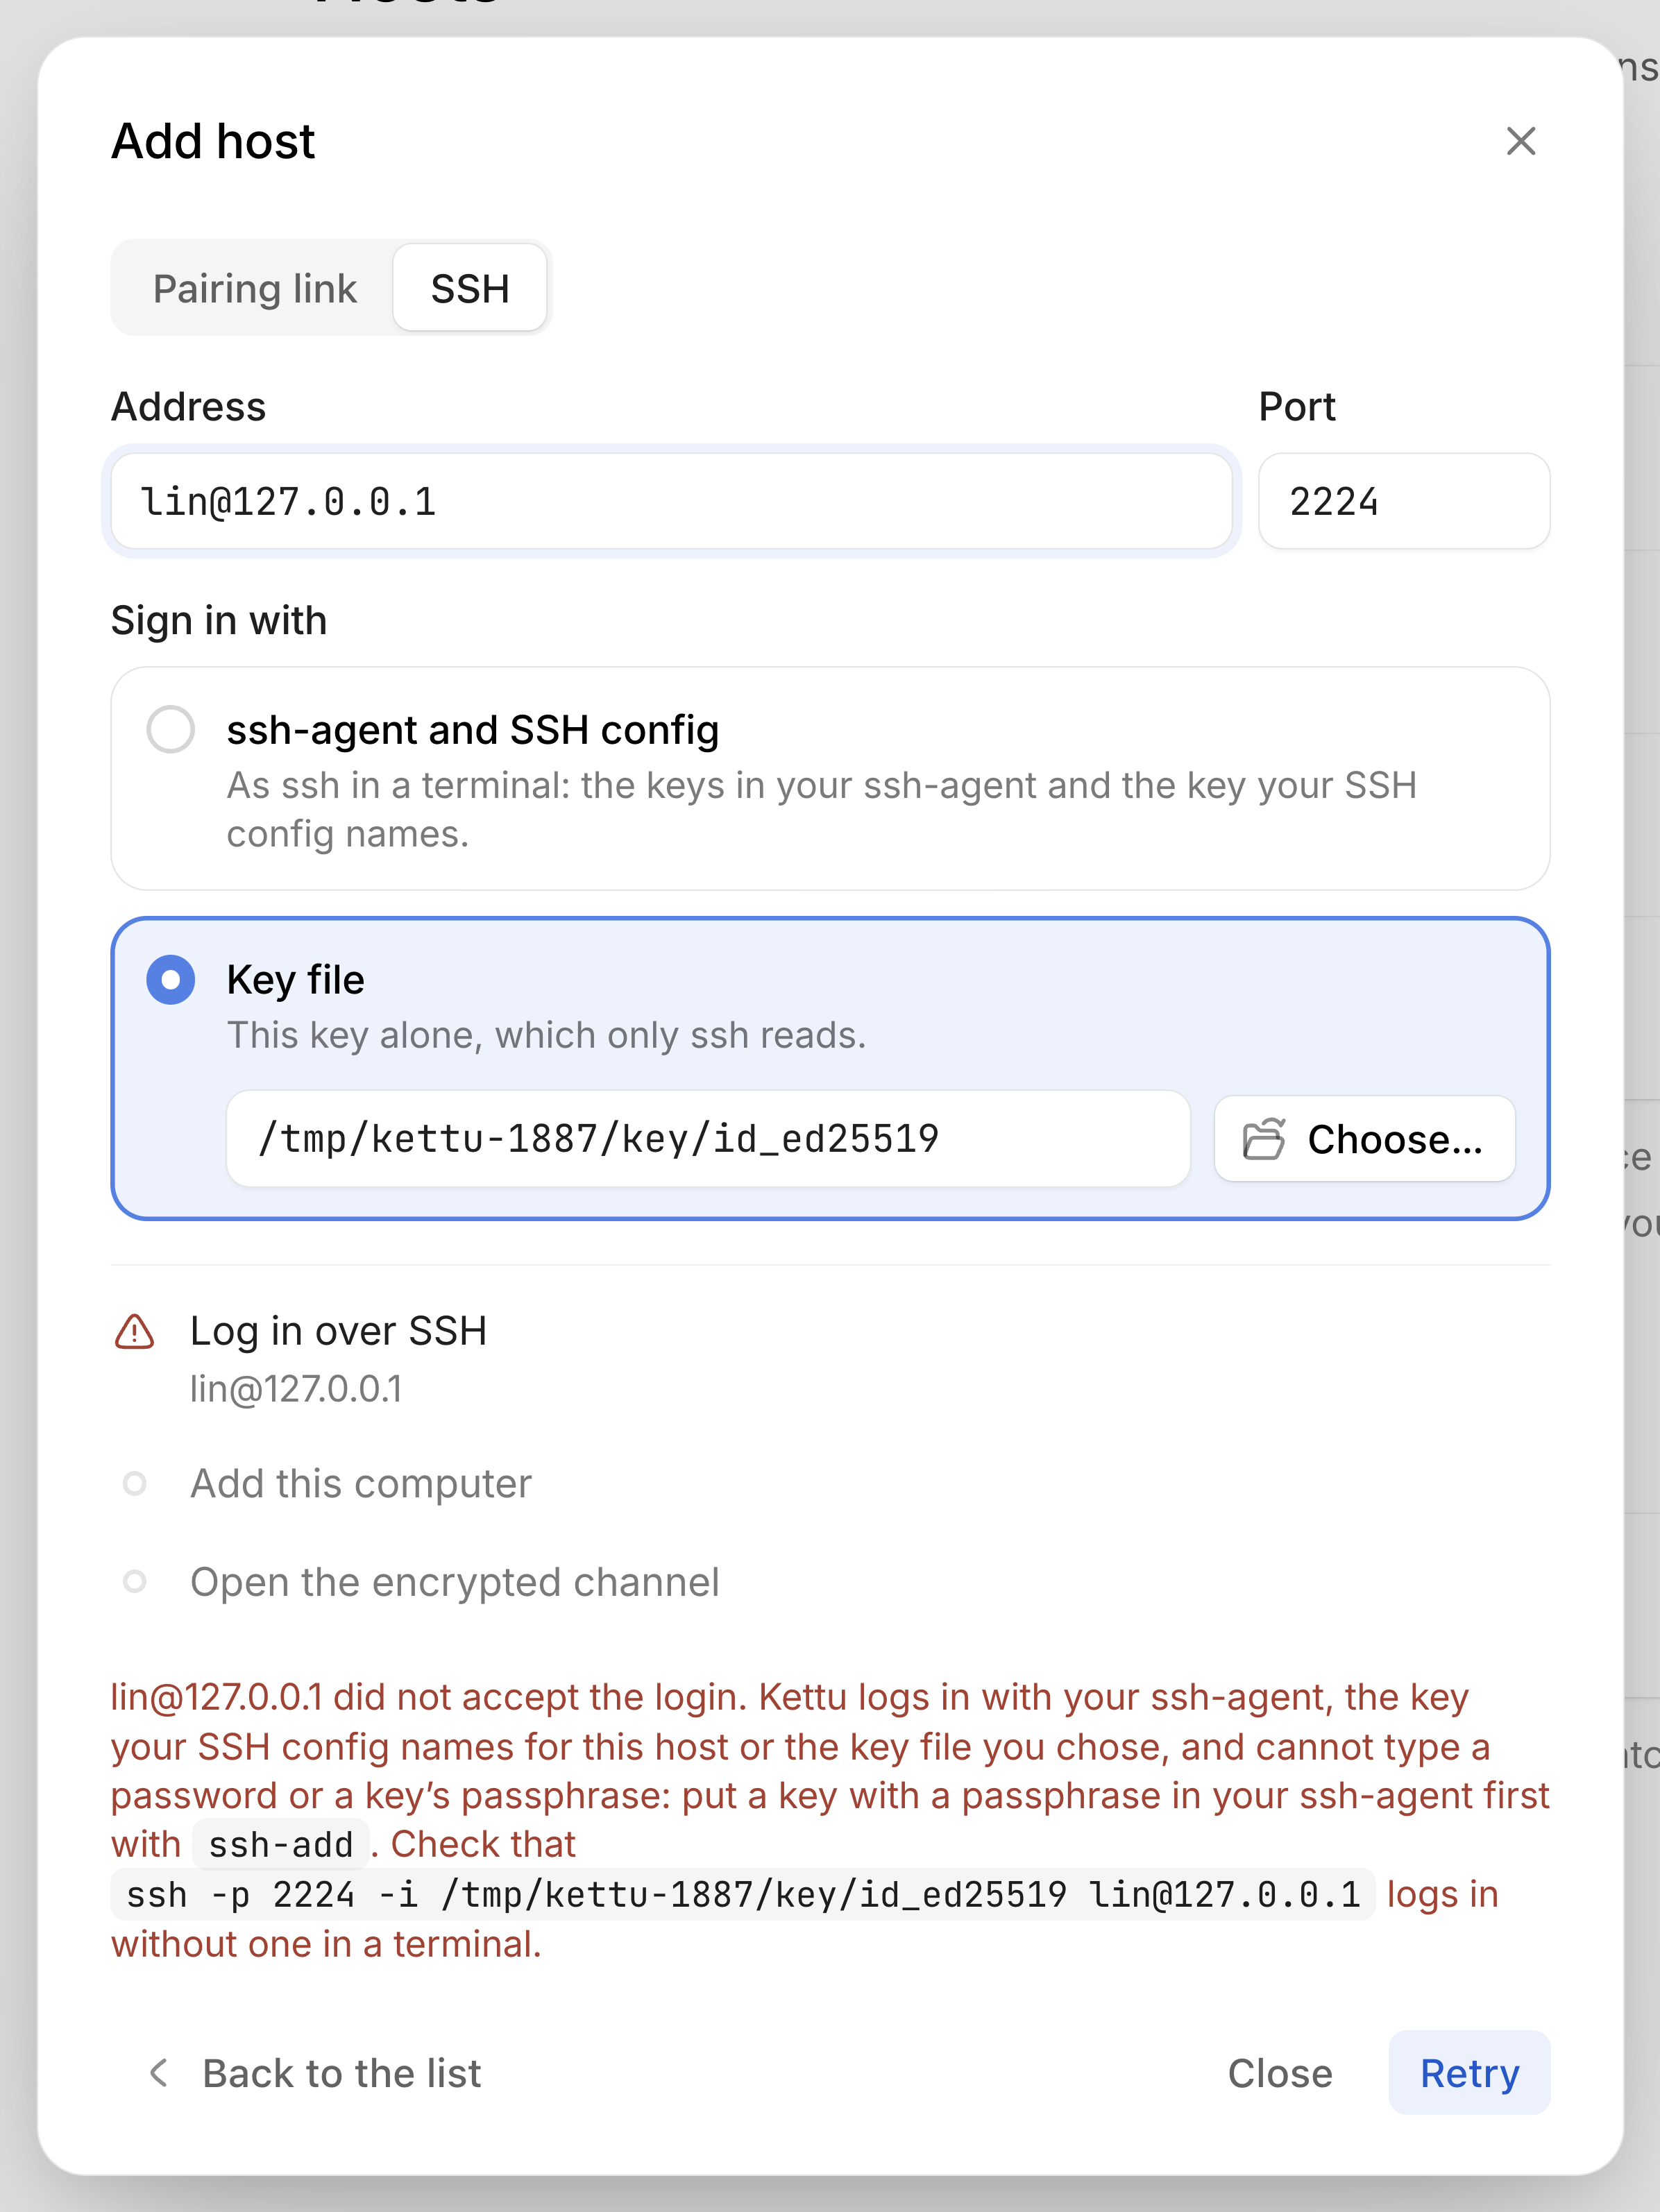 Add host
Pairing link
SSH
Address
Port
lin@127.0.0.1
2224
Sign in with
ssh-agent and SSH config
As ssh in a terminal: the keys in your ssh-agent and the key your SSH
config names.
Key file
This key alone, which only ssh reads.
/tmp/kettu-1887/key/id_ed25519
Choose...
Log in over SSH
lin@127.0.0.1
Add this computer
Open the encrypted channel
lin@127.0.0.1 did not accept the login. Kettu logs in with your ssh-agent, the key
your SSH config names for this host or the key file you chose, and cannot type a
password or a key’s passphrase: put a key with a passphrase in your ssh-agent first
with ssh-add. Check that
ssh -p 2224 -i /tmp/kettu-1887/key/id_ed25519 lin@127.0.0.1 logs in
without one in a terminal.
Back to the list
Close
Retry